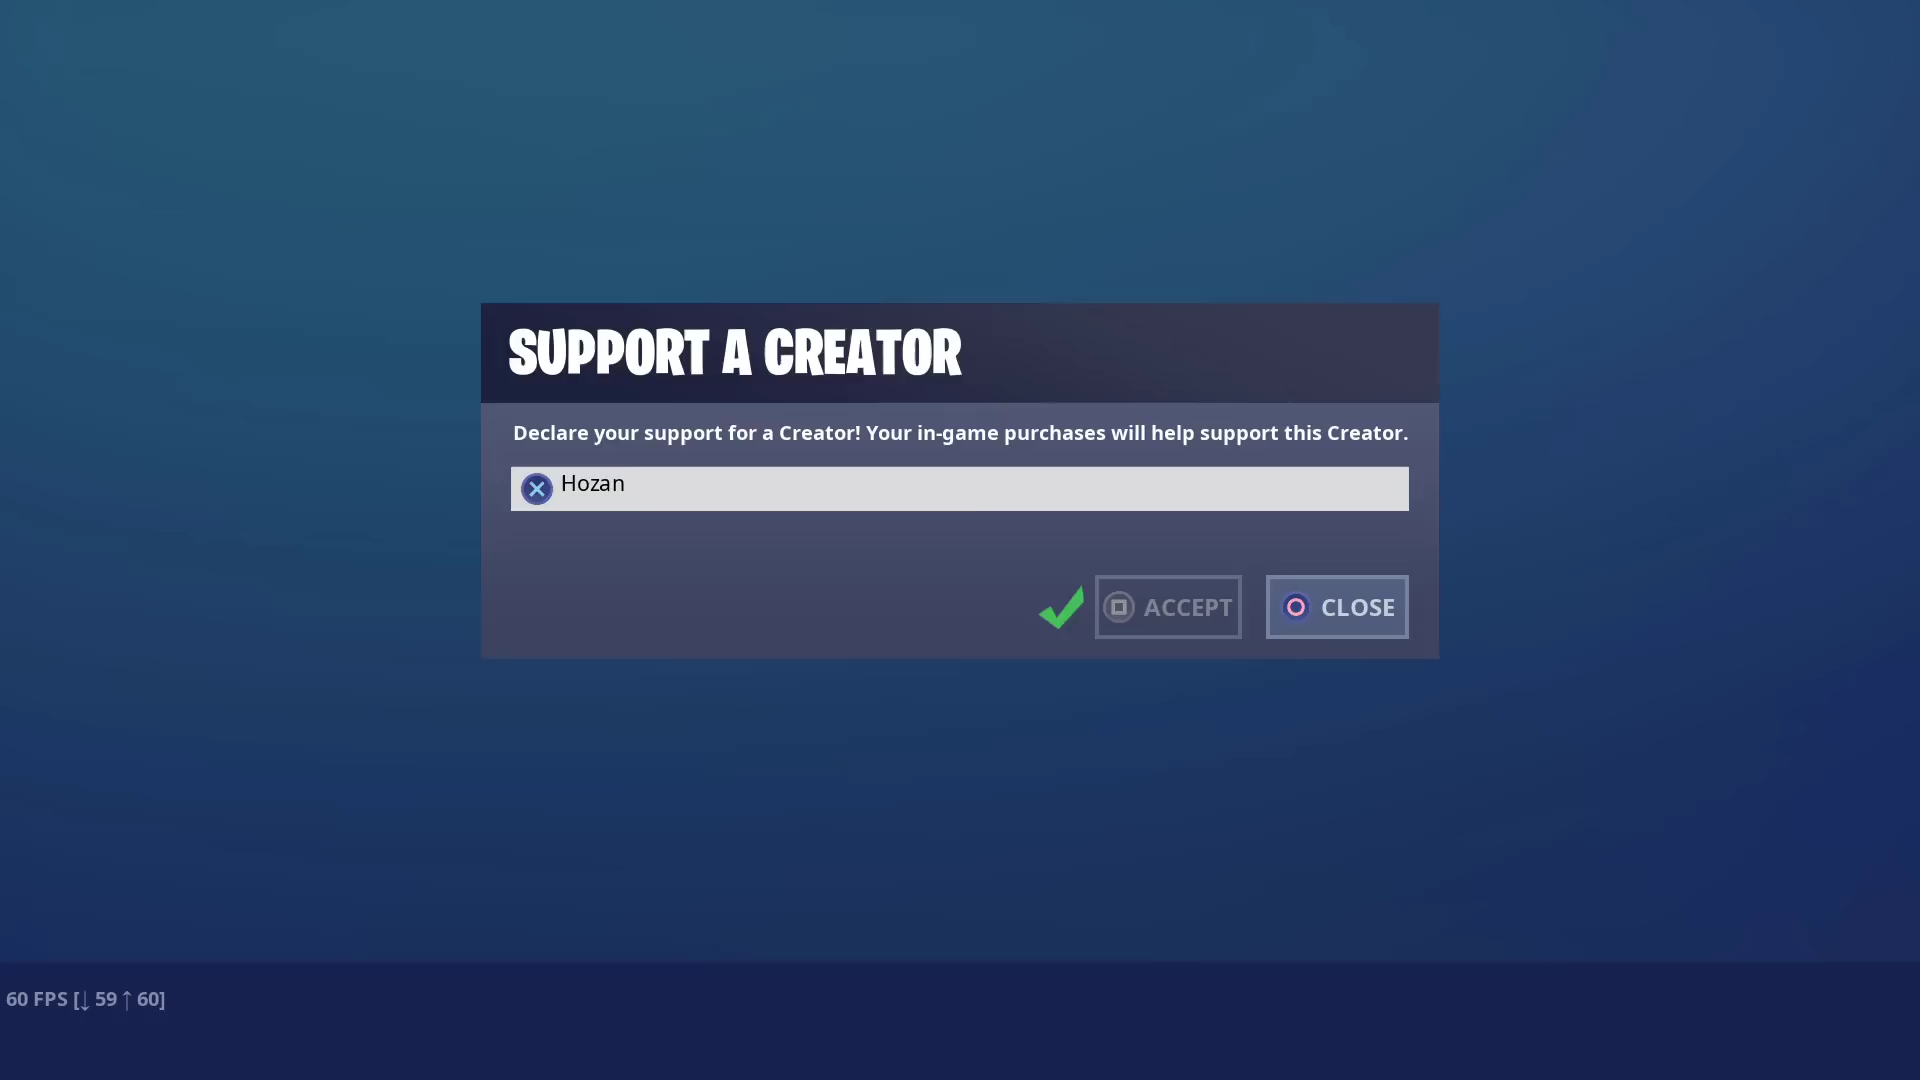 SUPPORT A CREATOR
Declare your support for a Creator! Your in-game purchases will help support this Creator.
Hozan
ACCEPT
CLOSE
60 FPS [↓ 59 ↑ 60]